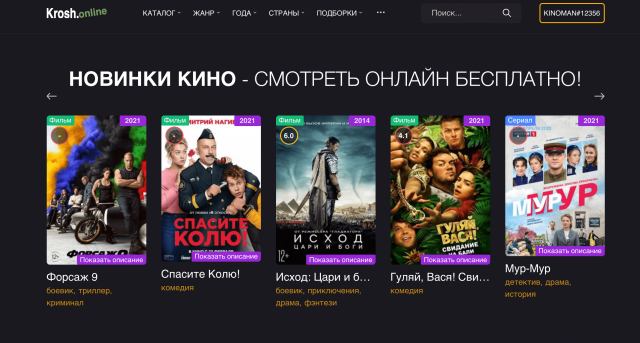 Krosh.online
КАТАЛОГ ЖАНР ГОДА СТРАНЫ ПОДБОРКИ ···
Поиск...
KINOMAN#12356
НОВИНКИ КИНО - СМОТРЕТЬ ОНЛАЙН БЕСПЛАТНО!
Фильм 2021
ФОРСАЖ
Показать описание
Форсаж 9
боевик, триллер,
криминал
Фильм 2021
ДМИТРИЙ НАГИЕВ
СПАСИТЕ
КОЛЮ!
Показать описание
Спасите Колю!
комедия
Фильм 2014
6.0
ИСХОД
ЦАРИ И БОГИ
12+
Показать описание
Исход: Цари и б...
боевик, приключения,
драма, фэнтези
Фильм 2021
4.1
ГУЛЯЙ,
ВАСЯ!
СВИДАНИЕ
НА БАЛИ
Показать описание
Гуляй, Вася! Сви...
комедия
Сериал 2021
МУР
МУР
Показать описание
Мур-Мур
детектив, драма,
история